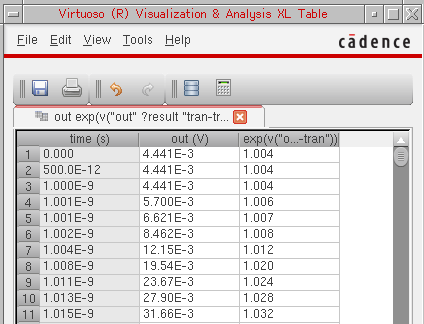 Virtuoso (R) Visualization & Analysis XL Table
File Edit View Tools Help cādence
out exp(v("out" ?result "tran-tr...
time (s) out (V) exp(v("o...-tran"))
1 0.000 4.441E-3 1.004
2 500.0E-12 4.441E-3 1.004
3 1.000E-9 4.441E-3 1.004
4 1.001E-9 5.700E-3 1.006
5 1.001E-9 6.621E-3 1.007
6 1.002E-9 8.462E-3 1.008
7 1.004E-9 12.15E-3 1.012
8 1.008E-9 19.54E-3 1.020
9 1.011E-9 23.67E-3 1.024
10 1.013E-9 27.90E-3 1.028
11 1.015E-9 31.66E-3 1.032